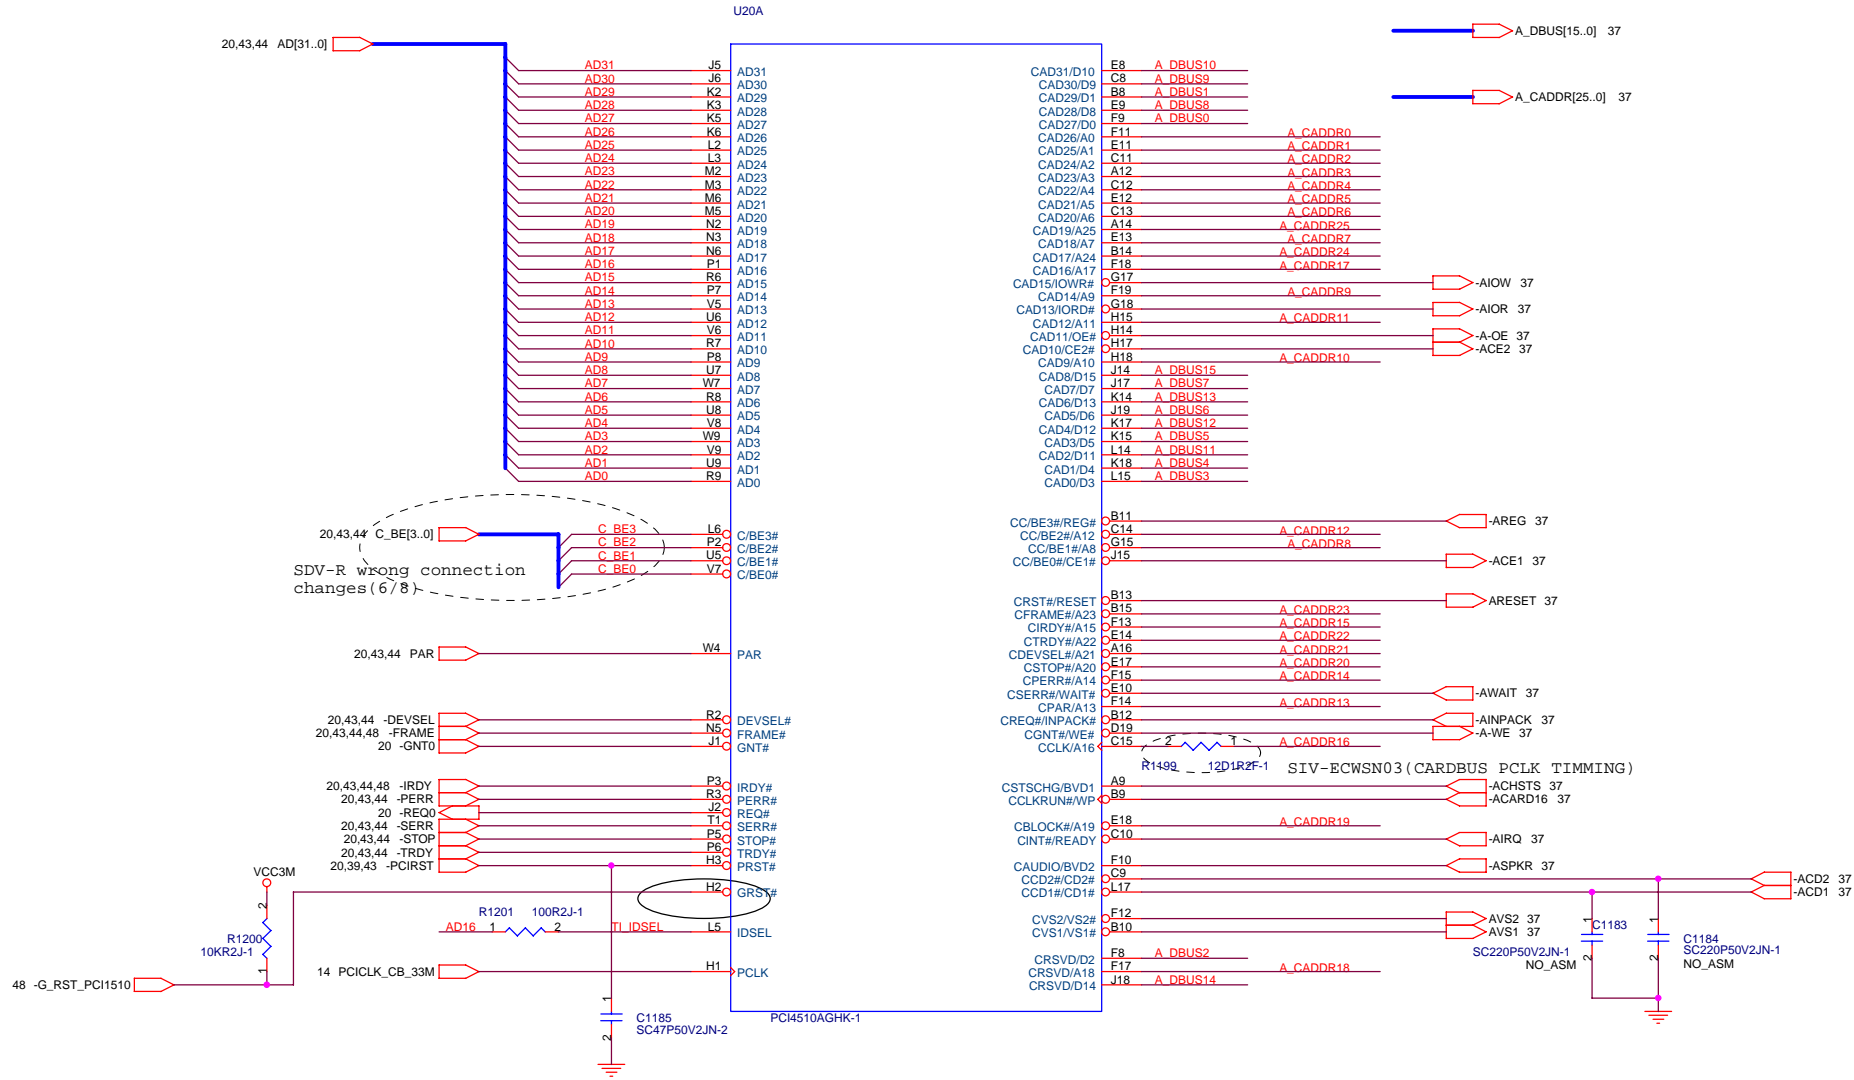 U20A
20,43,44 AD[31..0]
A_DBUS[15..0] 37
A_CADDR[25..0] 37
AD31 J5 AD31
AD30 J6 AD30
AD29 K2 AD29
AD28 K3 AD28
AD27 K5 AD27
AD26 K6 AD26
AD25 L2 AD25
AD24 L3 AD24
AD23 M2 AD23
AD22 M3 AD22
AD21 M6 AD21
AD20 M5 AD20
AD19 N2 AD19
AD18 N3 AD18
AD17 N6 AD17
AD16 P1 AD16
AD15 R6 AD15
AD14 P7 AD14
AD13 V5 AD13
AD12 U6 AD12
AD11 V6 AD11
AD10 R7 AD10
AD9 P8 AD9
AD8 U7 AD8
AD7 W7 AD7
AD6 R8 AD6
AD5 U8 AD5
AD4 V8 AD4
AD3 W9 AD3
AD2 V9 AD2
AD1 U9 AD1
AD0 R9 AD0
20,43,44 C_BE[3..0]
C_BE3 L6 C/BE3#
C_BE2 P2 C/BE2#
C_BE1 U5 C/BE1#
C_BE0 V7 C/BE0#
SDV-R wrong connection
changes(6/8)
20,43,44 PAR W4 PAR
20,43,44 -DEVSEL R2 DEVSEL#
20,43,44,48 -FRAME N5 FRAME#
20 -GNT0 J1 GNT#
20,43,44,48 -IRDY P3 IRDY#
20,43,44 -PERR R3 PERR#
20 -REQ0 J2 REQ#
20,43,44 -SERR T1 SERR#
20,43,44 -STOP P5 STOP#
20,43,44 -TRDY P6 TRDY#
20,39,43 -PCIRST H3 PRST#
VCC3M
H2 GRST#
2
R1200
10KR2J-1
1
R1201 100R2J-1
AD16 1 2 TI_IDSEL L5 IDSEL
14 PCICLK_CB_33M H1 PCLK
48 -G_RST_PCI1510
1
C1185
SC47P50V2JN-2
2
PCI4510AGHK-1
CAD31/D10 E8 A_DBUS10
CAD30/D9 C8 A_DBUS9
CAD29/D1 B8 A_DBUS1
CAD28/D8 E9 A_DBUS8
CAD27/D0 F9 A_DBUS0
CAD26/A0 F11 A_CADDR0
CAD25/A1 E11 A_CADDR1
CAD24/A2 C11 A_CADDR2
CAD23/A3 A12 A_CADDR3
CAD22/A4 C12 A_CADDR4
CAD21/A5 E12 A_CADDR5
CAD20/A6 C13 A_CADDR6
CAD19/A25 A14 A_CADDR25
CAD18/A7 E13 A_CADDR7
CAD17/A24 B14 A_CADDR24
CAD16/A17 F18 A_CADDR17
CAD15/IOWR# G17 -AIOW 37
CAD14/A9 F19 A_CADDR9
CAD13/IORD# G18 -AIOR 37
CAD12/A11 H15 A_CADDR11
CAD11/OE# H14 -A-OE 37
CAD10/CE2# H17 -ACE2 37
CAD9/A10 H18 A_CADDR10
CAD8/D15 J14 A_DBUS15
CAD7/D7 J17 A_DBUS7
CAD6/D13 K14 A_DBUS13
CAD5/D6 J19 A_DBUS6
CAD4/D12 K17 A_DBUS12
CAD3/D5 K15 A_DBUS5
CAD2/D11 L14 A_DBUS11
CAD1/D4 K18 A_DBUS4
CAD0/D3 L15 A_DBUS3
CC/BE3#/REG# B11 -AREG 37
CC/BE2#/A12 C14 A_CADDR12
CC/BE1#/A8 G15 A_CADDR8
CC/BE0#/CE1# J15 -ACE1 37
CRST#/RESET B13 ARESET 37
CFRAME#/A23 B15 A_CADDR23
CIRDY#/A15 F13 A_CADDR15
CTRDY#/A22 E14 A_CADDR22
CDEVSEL#/A21 A16 A_CADDR21
CSTOP#/A20 E17 A_CADDR20
CPERR#/A14 F15 A_CADDR14
CSERR#/WAIT# E10 -AWAIT 37
CPAR/A13 F14 A_CADDR13
CREQ#/INPACK# B12 -AINPACK 37
CGNT#/WE# D19 -A-WE 37
CCLK/A16 C15 2 1 A_CADDR16
R1199 12D1R2F-1 SIV-ECWSN03(CARDBUS PCLK TIMMING)
CSTSCHG/BVD1 A9 -ACHSTS 37
CCLKRUN#/WP B9 -ACARD16 37
CBLOCK#/A19 E18 A_CADDR19
CINT#/READY C10 -AIRQ 37
CAUDIO/BVD2 F10 -ASPKR 37
CCD2#/CD2# C9 -ACD2 37
CCD1#/CD1# L17 -ACD1 37
CVS2/VS2# F12 AVS2 37
CVS1/VS1# B10 AVS1 37
CRSVD/D2 F8 A_DBUS2
CRSVD/A18 F17 A_CADDR18
CRSVD/D14 J18 A_DBUS14
1
C1183
SC220P50V2JN-1
2
NO_ASM
1
C1184
SC220P50V2JN-1
2
NO_ASM